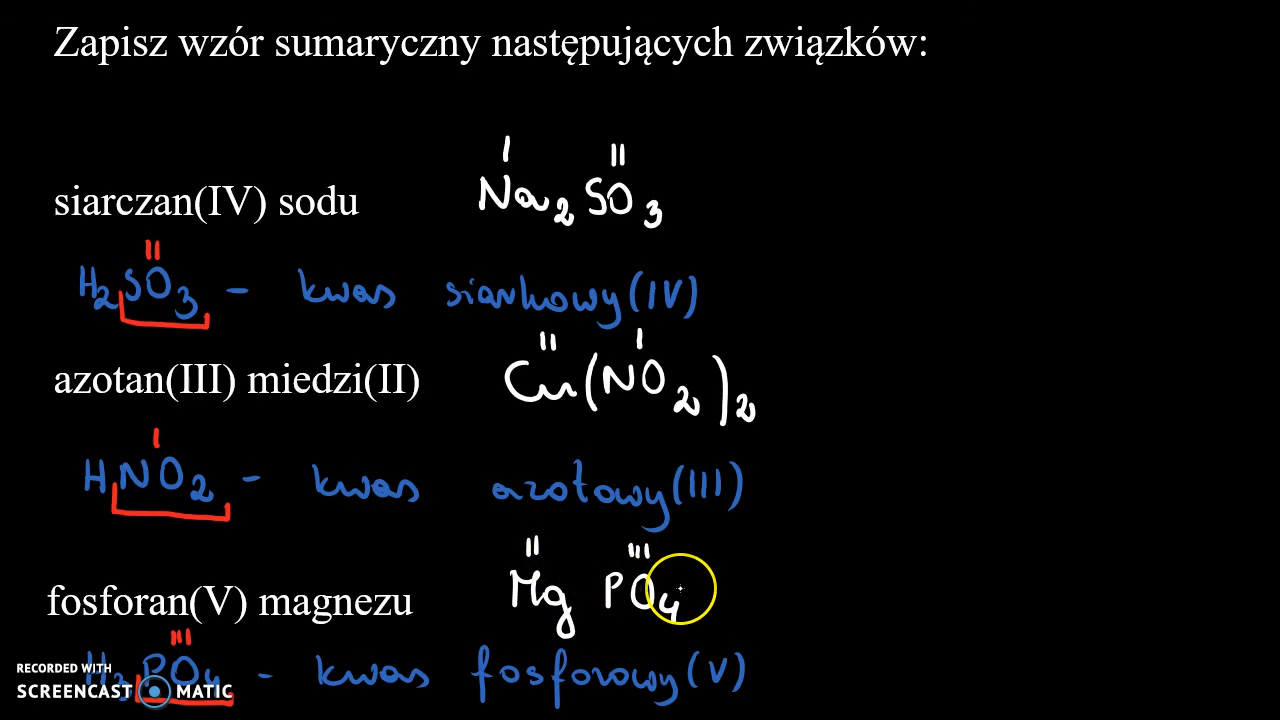 Zapisz wzór sumaryczny następujących związków:
I II
siarczan(IV) sodu Na2SO3
II
H2SO3 - kwas siarkowy(IV)
II I
azotan(III) miedzi(II) Cu(NO2)2
I
HNO2 - kwas azotowy(III)
II III
fosforan(V) magnezu Mg PO4
III
H3PO4 - kwas fosforowy(V)
RECORDED WITH
SCREENCAST MATIC